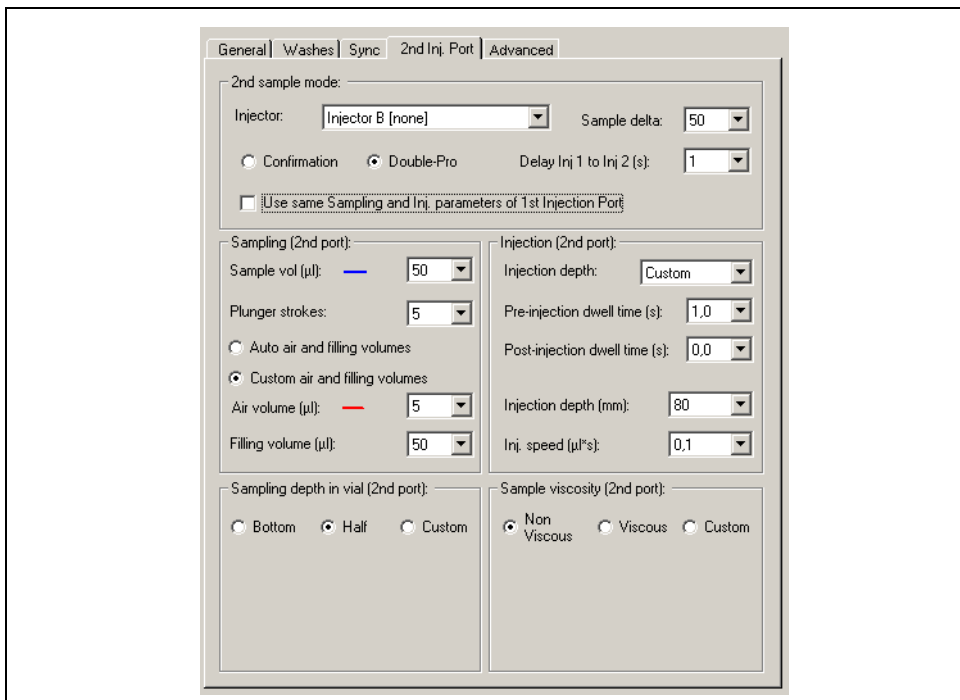 General Washes Sync 2nd Inj. Port Advanced
2nd sample mode:
Injector: Injector B [none] Sample delta: 50
Confirmation Double-Pro Delay Inj 1 to Inj 2 (s): 1
Use same Sampling and Inj. parameters of 1st Injection Port
Sampling (2nd port):
Sample vol (µl): 50
Plunger strokes: 5
Auto air and filling volumes
Custom air and filling volumes
Air volume (µl): 5
Filling volume (µl): 50
Injection (2nd port):
Injection depth: Custom
Pre-injection dwell time (s): 1,0
Post-injection dwell time (s): 0,0
Injection depth (mm): 80
Inj. speed (µl*s): 0,1
Sampling depth in vial (2nd port):
Bottom Half Custom
Sample viscosity (2nd port):
Non
Viscous Viscous Custom